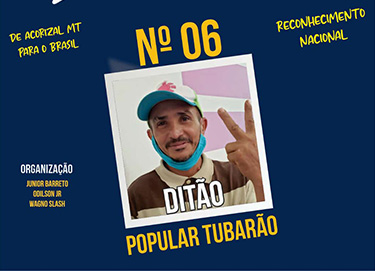 DE ACORIZAL MT
PARA O BRASIL
Nº 06
RECONHECIMENTO
NACIONAL
ORGANIZAÇÃO
JUNIOR BARRETO
ODILSON JR
WAGNO SLASH
DITÃO
POPULAR TUBARÃO